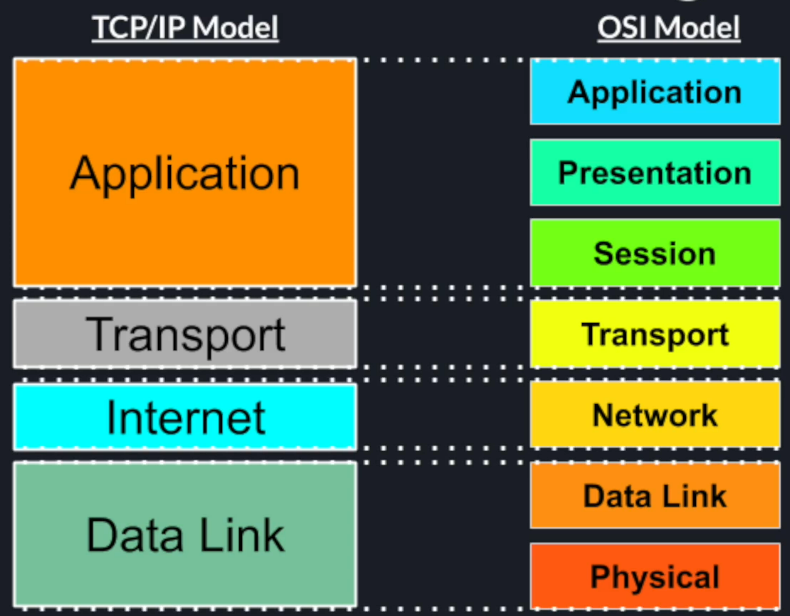 TCP/IP Model
OSI Model
Application
Transport
Internet
Data Link
Application
Presentation
Session
Transport
Network
Data Link
Physical